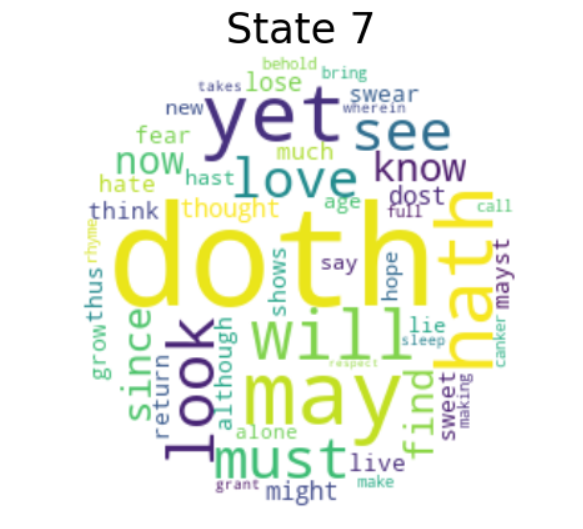 State 7
behold
takes lose bring
new yet swear
wherein
fear much see
now love know
hate hast dost
think thought age full call
doth say hath mayst
rhyme thus shows hope
grow since look although will lie
sleep canker
return respect
may find sweet making
alone
must live
grant might make